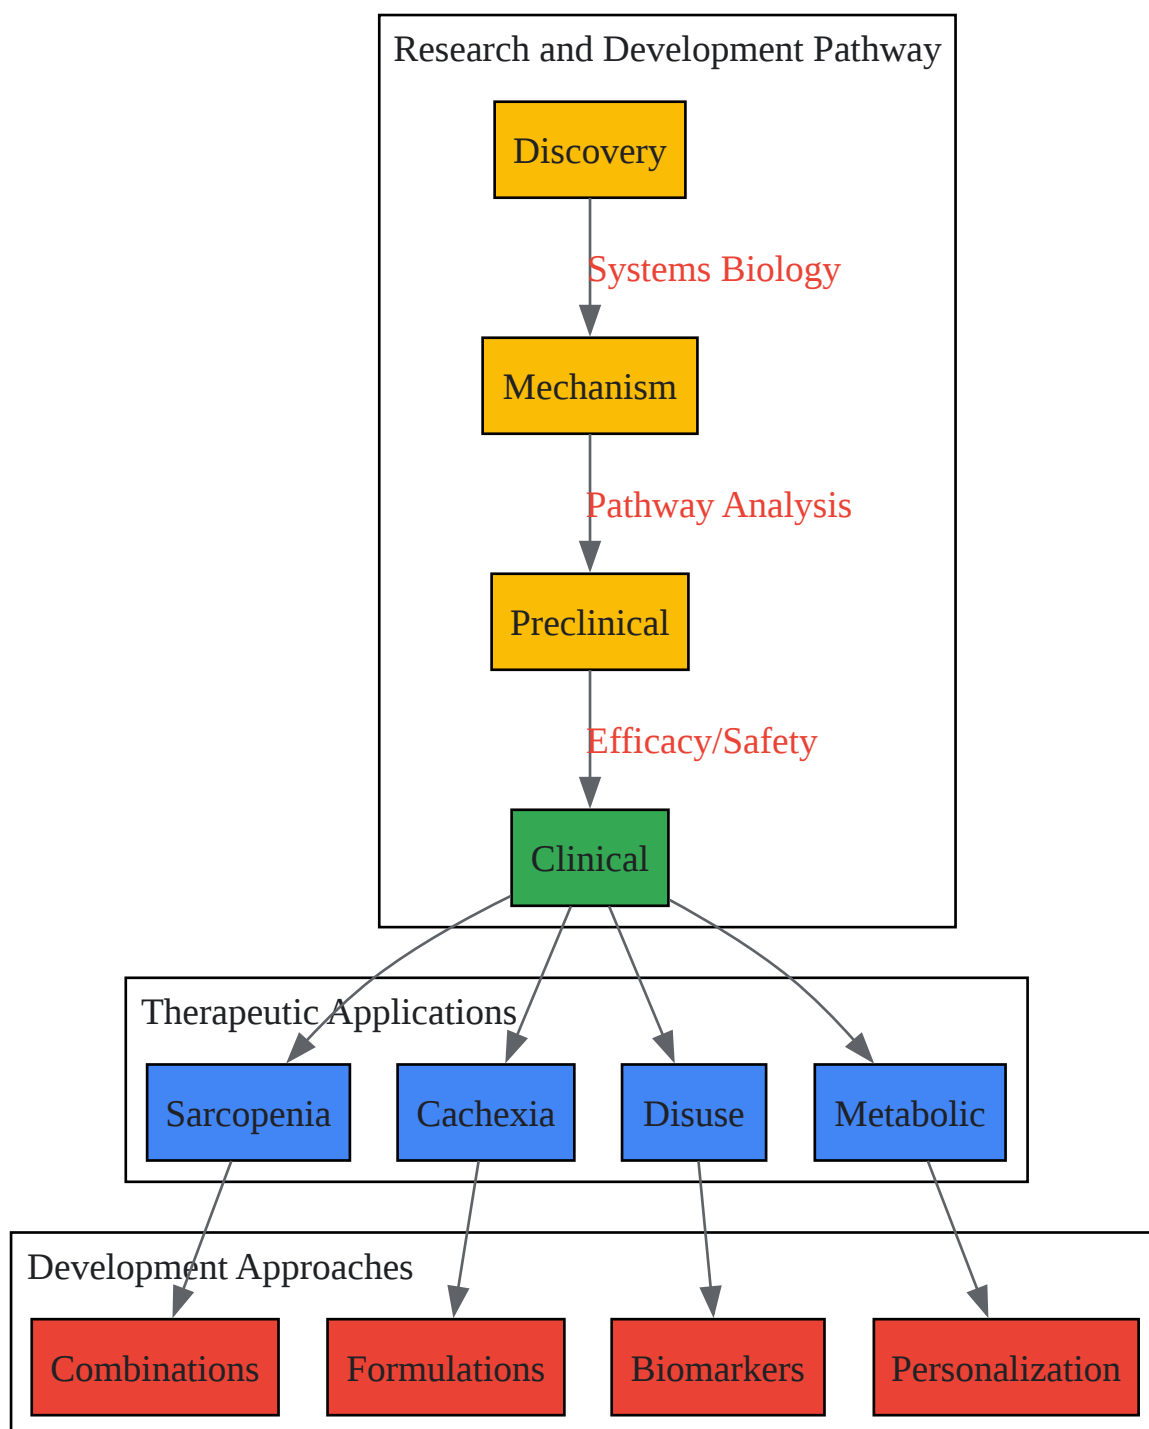 Research and Development Pathway
Discovery
Systems Biology
Mechanism
Pathway Analysis
Preclinical
Efficacy/Safety
Clinical
Therapeutic Applications
Sarcopenia
Cachexia
Disuse
Metabolic
Development Approaches
Combinations
Formulations
Biomarkers
Personalization